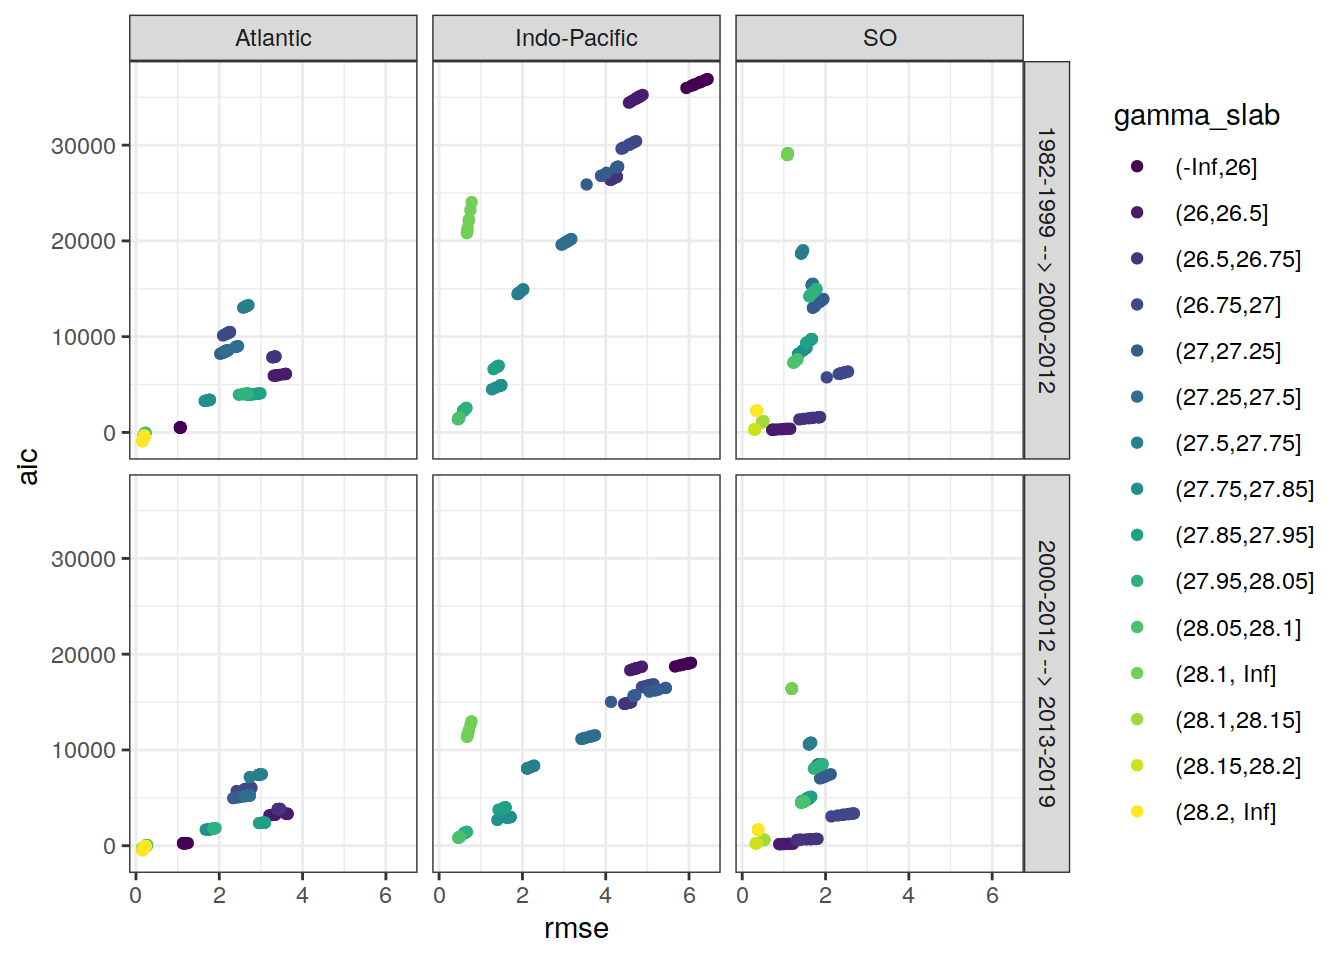 Atlantic
Indo-Pacific
SO
30000
20000
10000
0
1982-1999 --> 2000-2012
30000
20000
10000
0
2000-2012 --> 2013-2019
0 2 4 6
0 2 4 6
0 2 4 6
rmse
aic
gamma_slab
(-Inf,26]
(26,26.5]
(26.5,26.75]
(26.75,27]
(27,27.25]
(27.25,27.5]
(27.5,27.75]
(27.75,27.85]
(27.85,27.95]
(27.95,28.05]
(28.05,28.1]
(28.1, Inf]
(28.1,28.15]
(28.15,28.2]
(28.2, Inf]